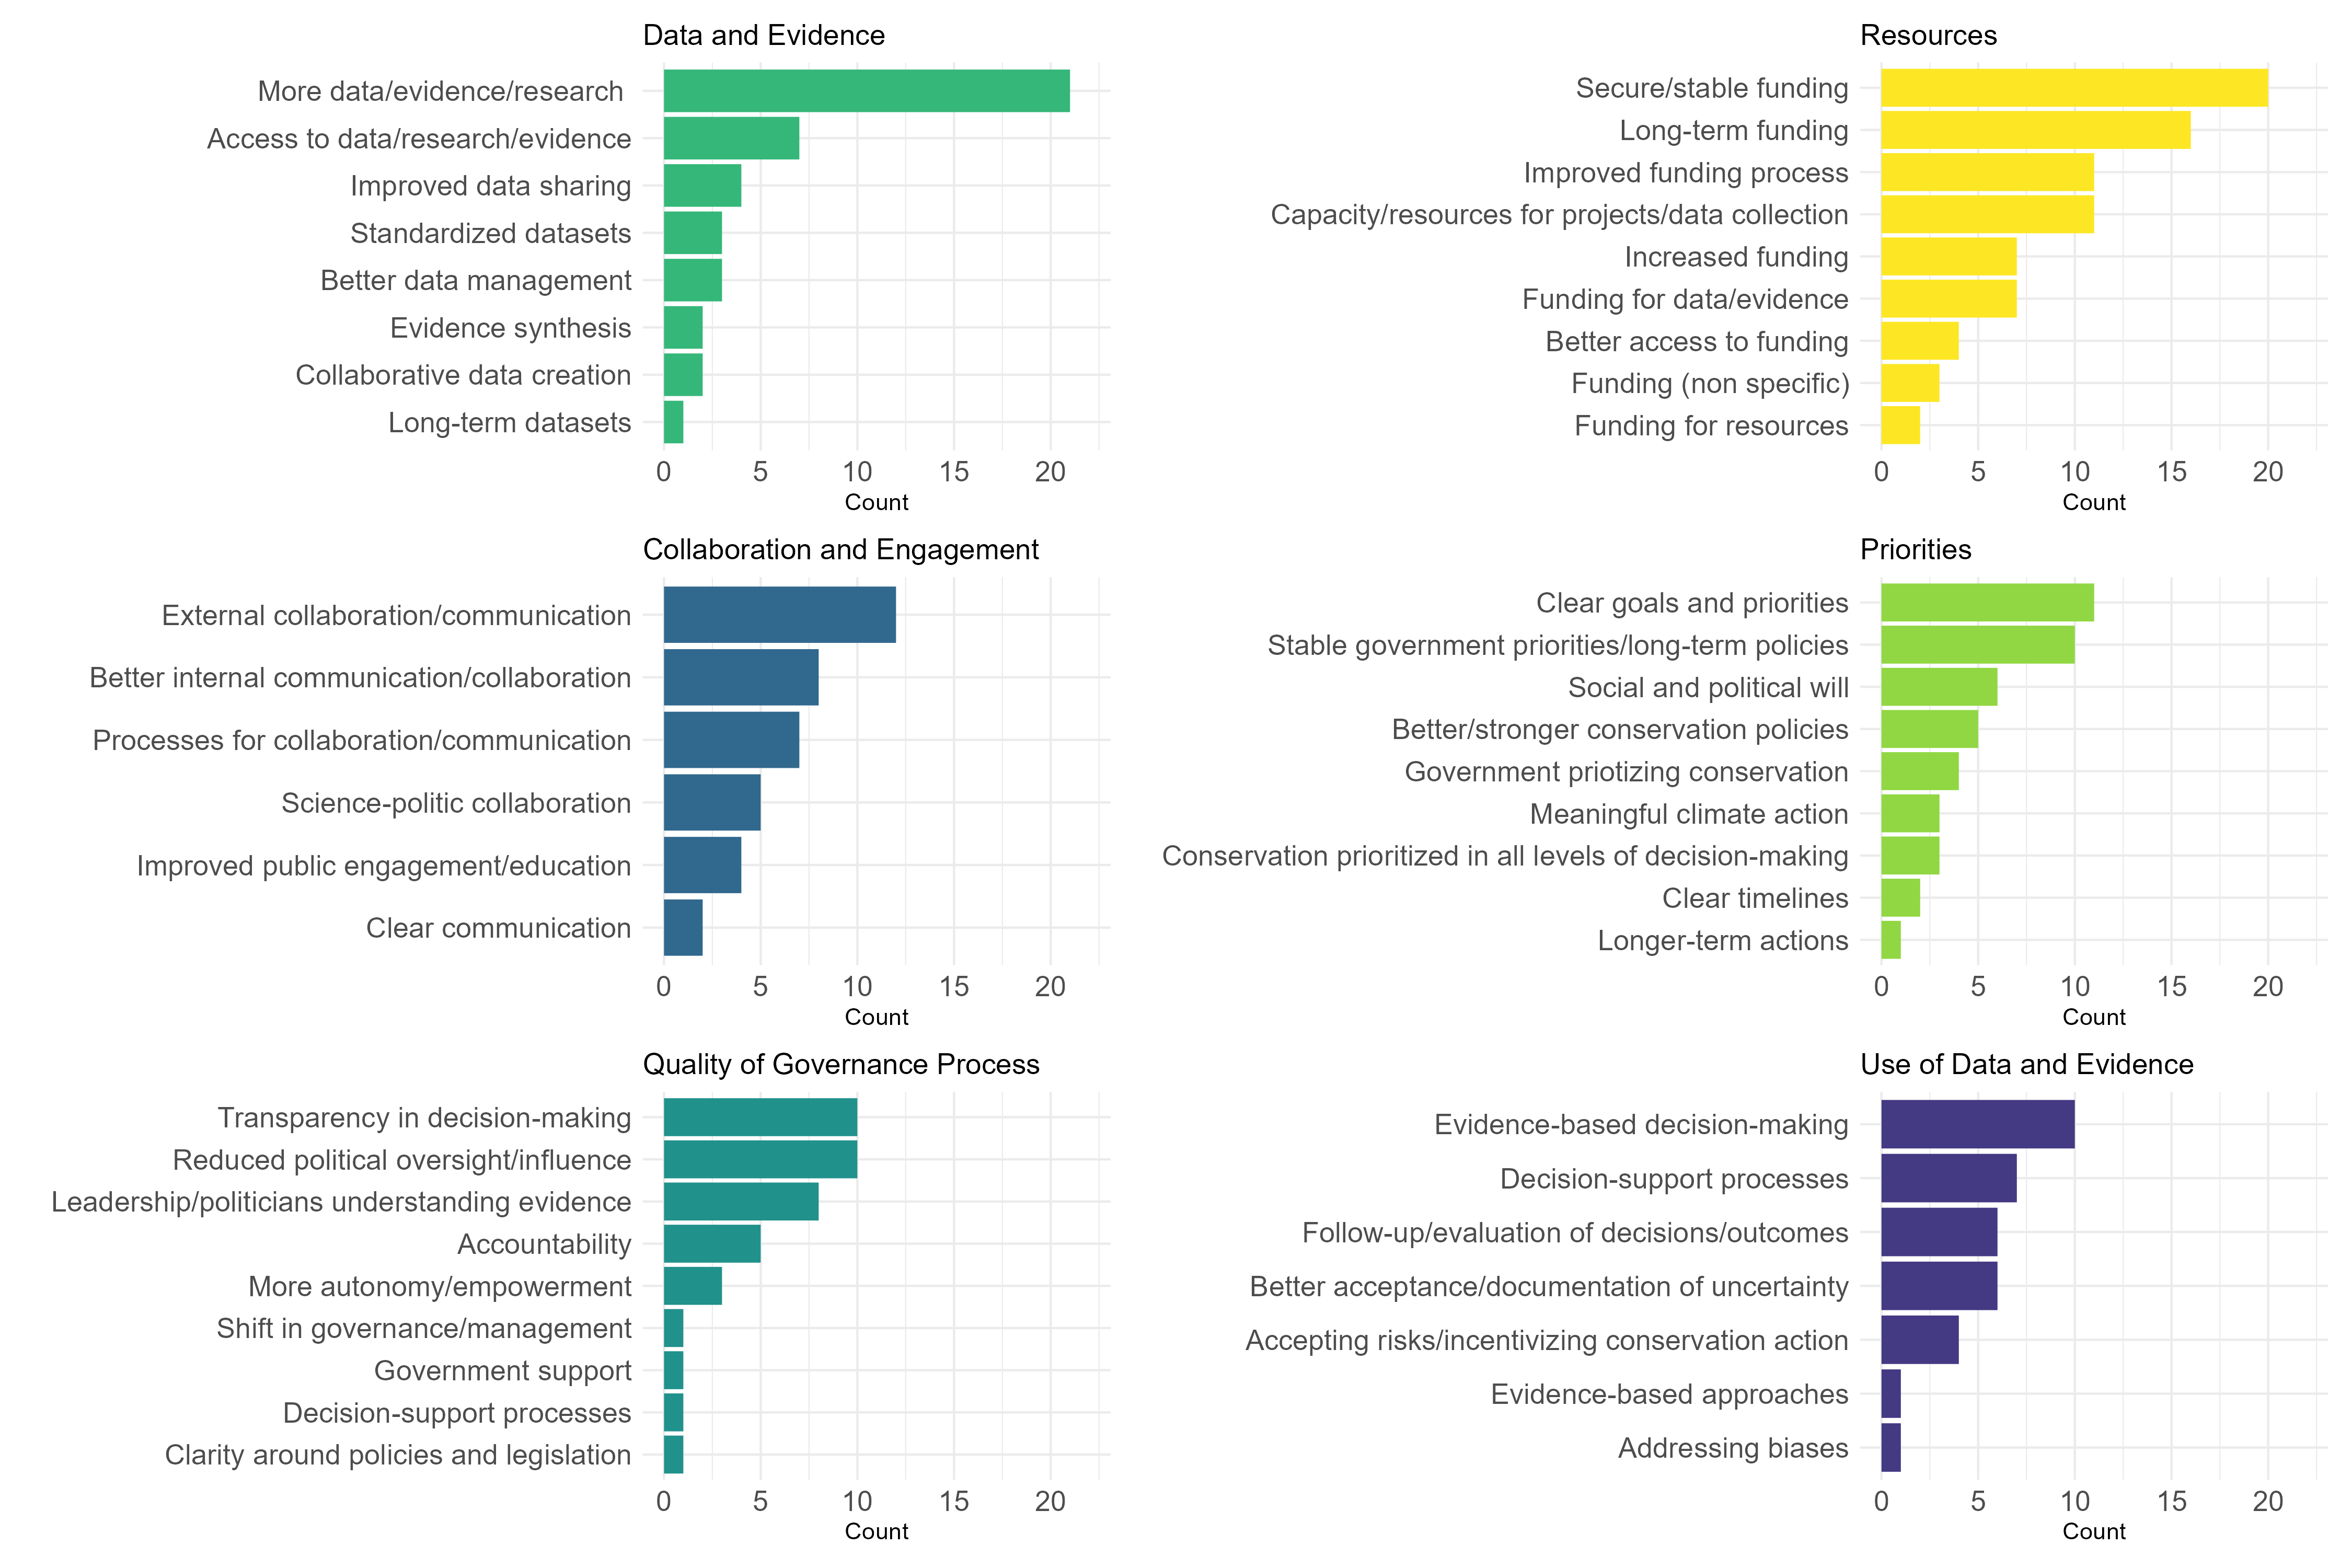 Data and Evidence
More data/evidence/research
Access to data/research/evidence
Improved data sharing
Standardized datasets
Better data management
Evidence synthesis
Collaborative data creation
Long-term datasets
0 5 10 15 20
Count
Resources
Secure/stable funding
Long-term funding
Improved funding process
Capacity/resources for projects/data collection
Increased funding
Funding for data/evidence
Better access to funding
Funding (non specific)
Funding for resources
0 5 10 15 20
Count
Collaboration and Engagement
External collaboration/communication
Better internal communication/collaboration
Processes for collaboration/communication
Science-politic collaboration
Improved public engagement/education
Clear communication
0 5 10 15 20
Count
Priorities
Clear goals and priorities
Stable government priorities/long-term policies
Social and political will
Better/stronger conservation policies
Government priotizing conservation
Meaningful climate action
Conservation prioritized in all levels of decision-making
Clear timelines
Longer-term actions
0 5 10 15 20
Count
Quality of Governance Process
Transparency in decision-making
Reduced political oversight/influence
Leadership/politicians understanding evidence
Accountability
More autonomy/empowerment
Shift in governance/management
Government support
Decision-support processes
Clarity around policies and legislation
0 5 10 15 20
Count
Use of Data and Evidence
Evidence-based decision-making
Decision-support processes
Follow-up/evaluation of decisions/outcomes
Better acceptance/documentation of uncertainty
Accepting risks/incentivizing conservation action
Evidence-based approaches
Addressing biases
0 5 10 15 20
Count